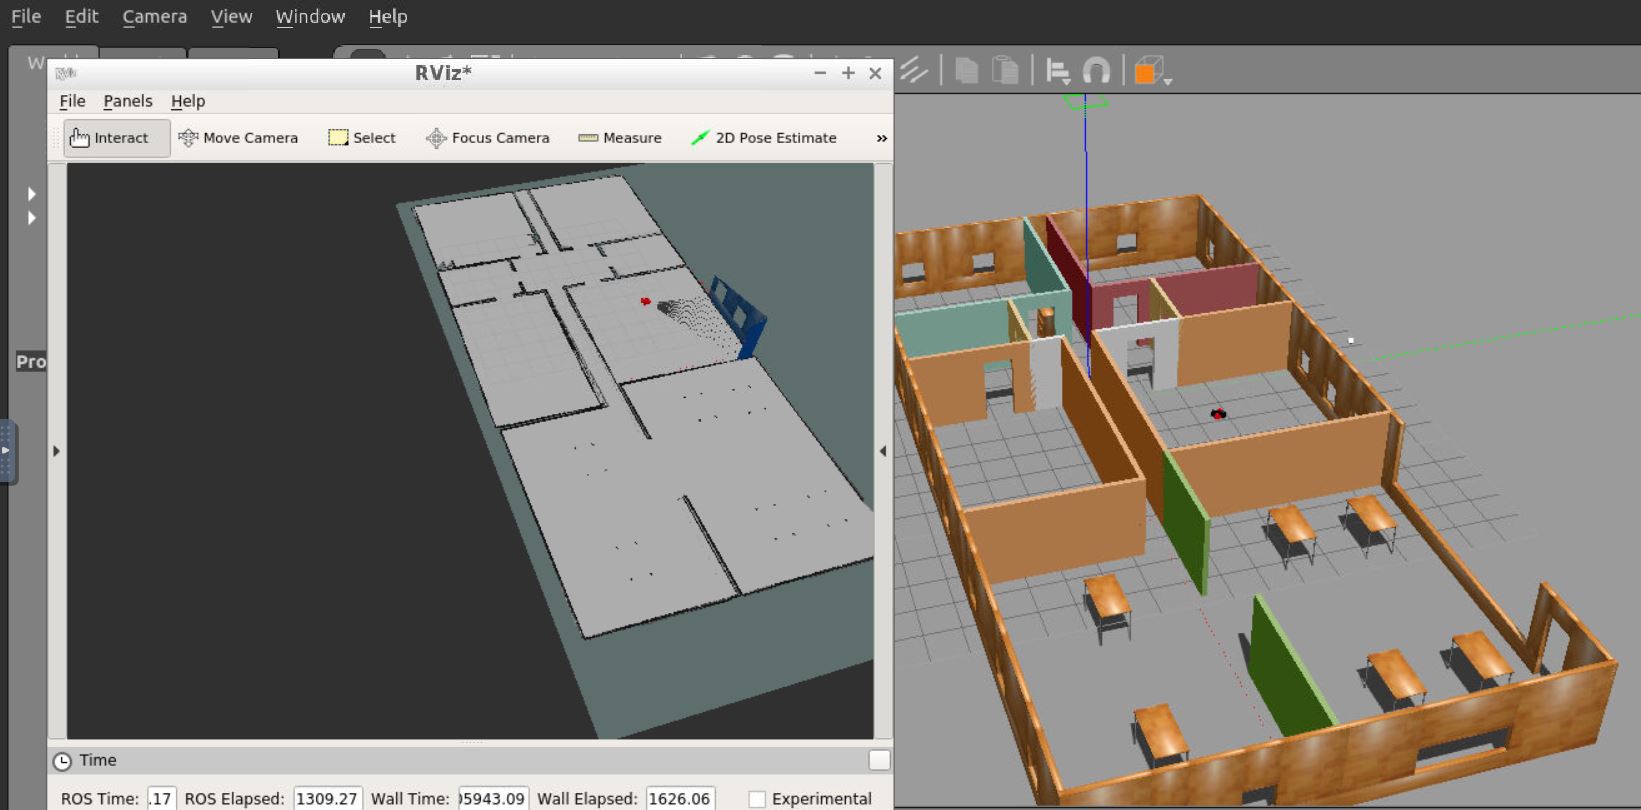 File Edit Camera View Window Help
W
RViz*
File Panels Help
Interact Move Camera Select Focus Camera Measure 2D Pose Estimate »
Pro
Time
ROS Time: .17 ROS Elapsed: 1309.27 Wall Time: 05943.09 Wall Elapsed: 1626.06 Experimental